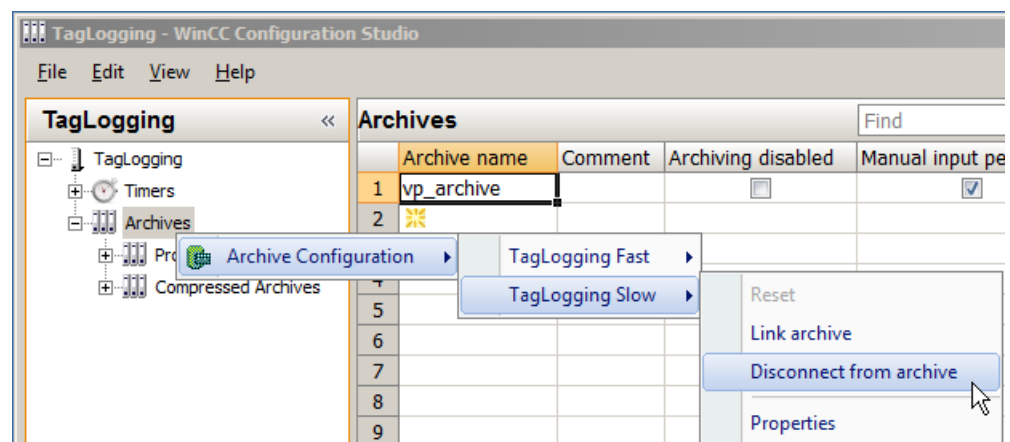 TagLogging - WinCC Configuration Studio
File Edit View Help
TagLogging «
Archives
Find
Archive name Comment Archiving disabled Manual input pe
TagLogging
Timers
Archives
Pro
Compressed Archives
1 vp_archive
2
5
6
7
8
9
Archive Configuration
TagLogging Fast
TagLogging Slow
Reset
Link archive
Disconnect from archive
Properties